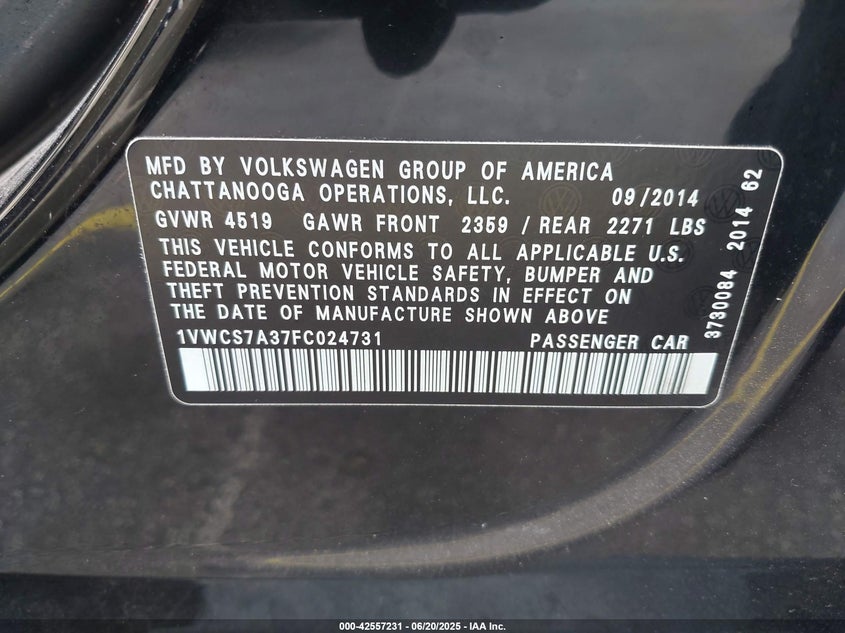 MFD BY VOLKSWAGEN GROUP OF AMERICA
CHATTANOOGA OPERATIONS, LLC. 09/2014
GVWR 4519 GAWR FRONT 2359 / REAR 2271 LBS
THIS VEHICLE CONFORMS TO ALL APPLICABLE U.S.
FEDERAL MOTOR VEHICLE SAFETY, BUMPER AND
THEFT PREVENTION STANDARDS IN EFFECT ON
THE DATE OF MANUFACTURE SHOWN ABOVE
1VWCS7A37FC024731 PASSENGER CAR
3730084 2014 62
000-42557231 - 06/20/2025 - IAA Inc.